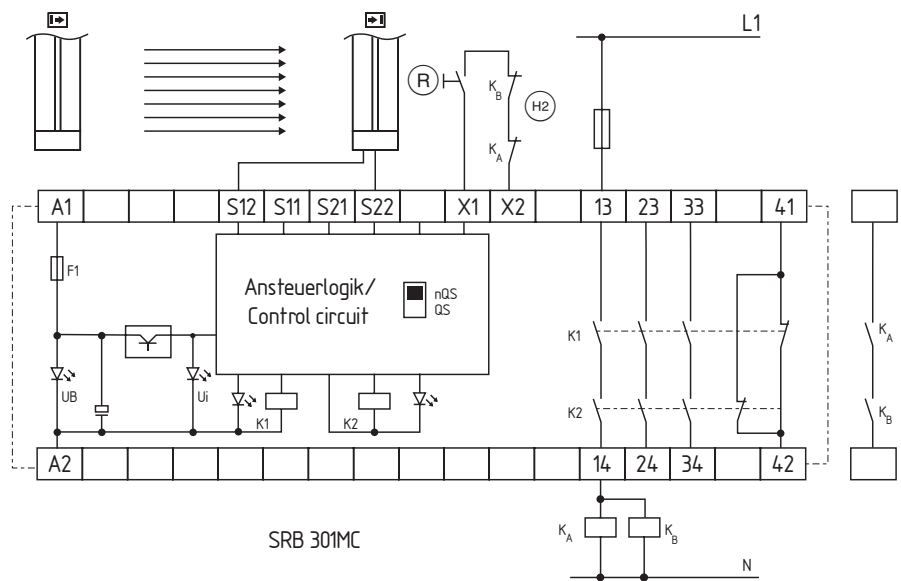 L1
R
K_B
H2
K_A
A1 S12 S11 S21 S22 X1 X2 13 23 33 41
F1
Ansteuerlogik/
Control circuit
nQS
QS
K1
K_A
UB
Ui
K1
K2
K2
K_B
A2 14 24 34 42
K_A
K_B
SRB 301MC
N